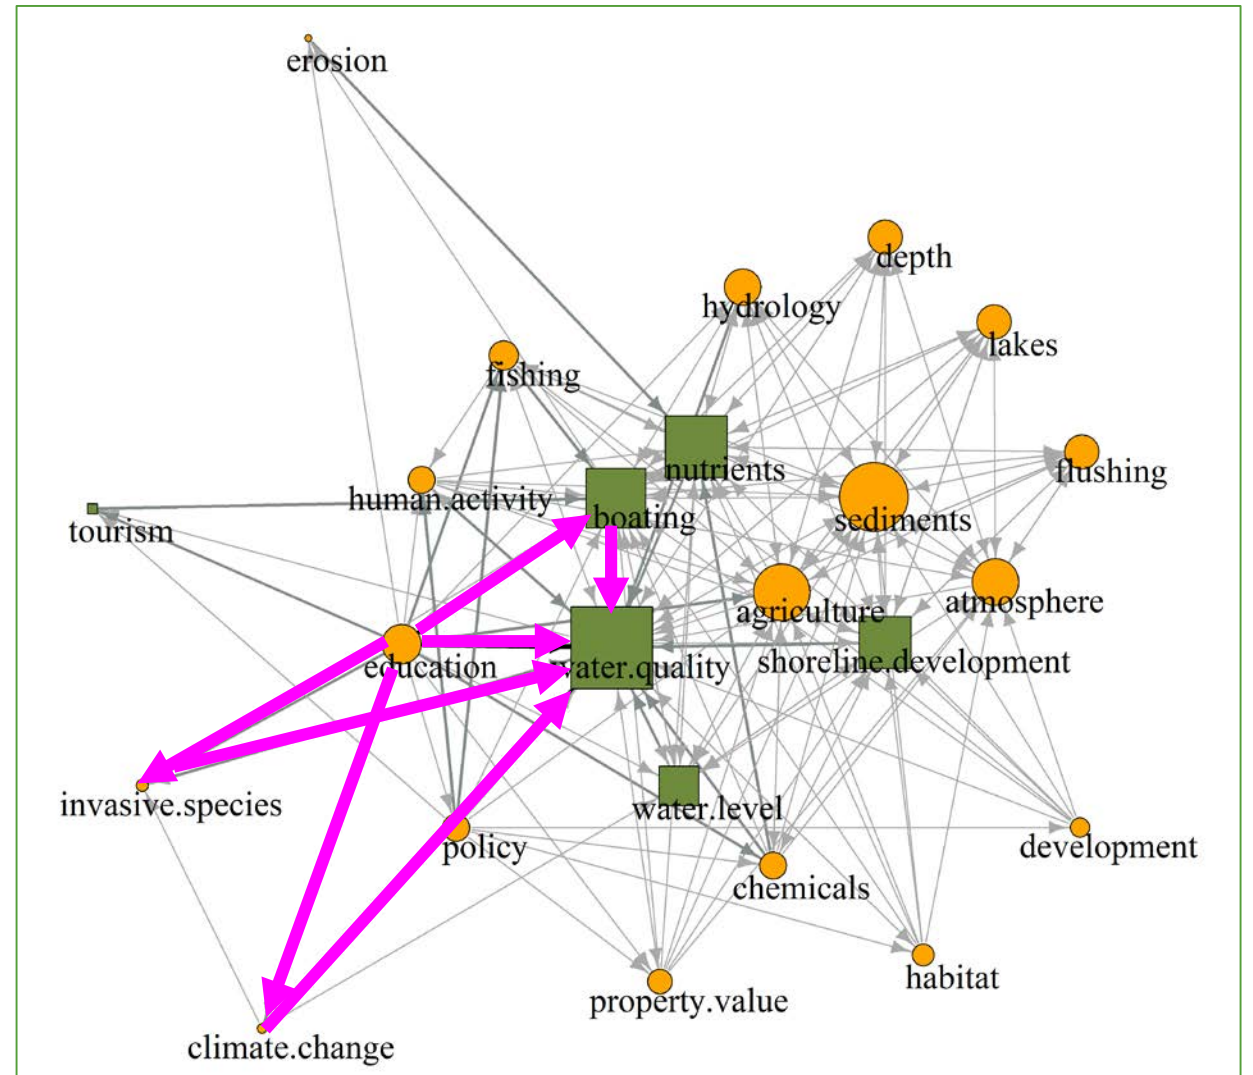 erosion
depth
hydrology
lakes
fishing
flushing
nutrients
human.activity
boating
sediments
tourism
agriculture
atmosphere
education
water.quality
shoreline.development
invasive.species
water.level
policy
development
chemicals
habitat
property.value
climate.change